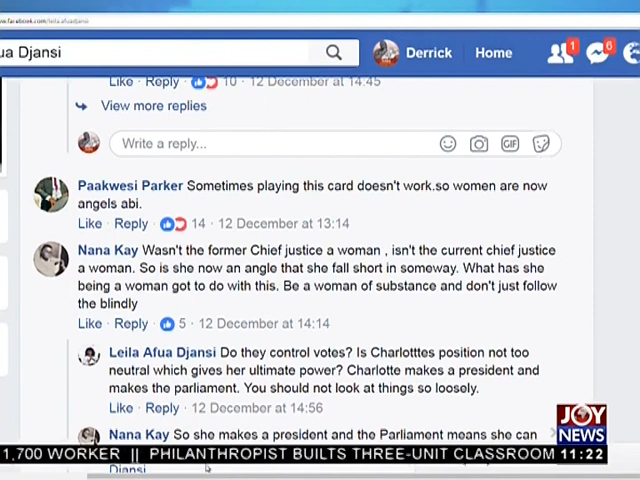 www.facebook.com/leila.afuadjansi
ua Djansi
Derrick
Home
1
6
Like · Reply · 10 · 12 December at 14:45
View more replies
Write a reply...
GIF
Paakwesi Parker Sometimes playing this card doesn't work.so women are now
angels abi.
Like · Reply · 14 · 12 December at 13:14
Nana Kay Wasn't the former Chief justice a woman , isn't the current chief justice
a woman. So is she now an angle that she fall short in someway. What has she
being a woman got to do with this. Be a woman of substance and don't just follow
the blindly
Like · Reply · 5 · 12 December at 14:14
Leila Afua Djansi Do they control votes? Is Charlotttes position not too
neutral which gives her ultimate power? Charlotte makes a president and
makes the parliament. You should not look at things so loosely.
Like · Reply · 12 December at 14:56
Nana Kay So she makes a president and the Parliament means she can
JOY
NEWS
1,700 WORKER || PHILANTHROPIST BUILTS THREE-UNIT CLASSROOM 11:22
Djansi